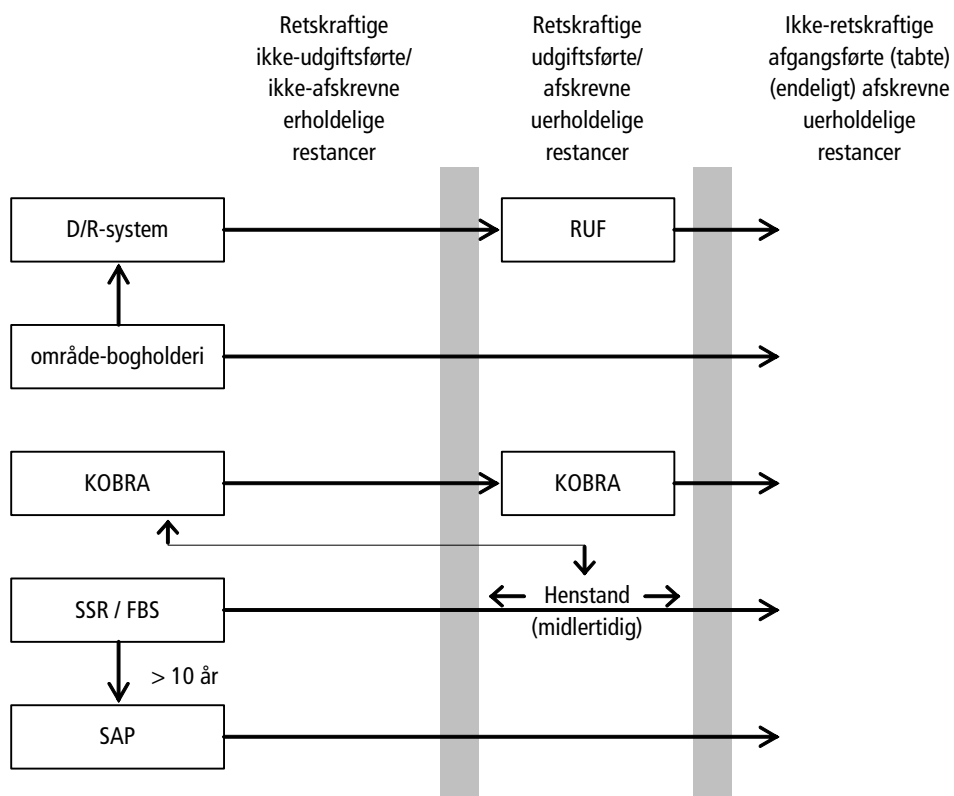 Retskraftige
ikke-udgiftsførte/
ikke-afskrevne
erholdelige
restancer
Retskraftige
udgiftsførte/
afskrevne
uerholdelige
restancer
Ikke-retskraftige
afgangsførte (tabte)
(endeligt) afskrevne
uerholdelige
restancer
D/R-system
RUF
område-bogholderi
KOBRA
KOBRA
SSR / FBS
Henstand
(midlertidig)
> 10 år
SAP